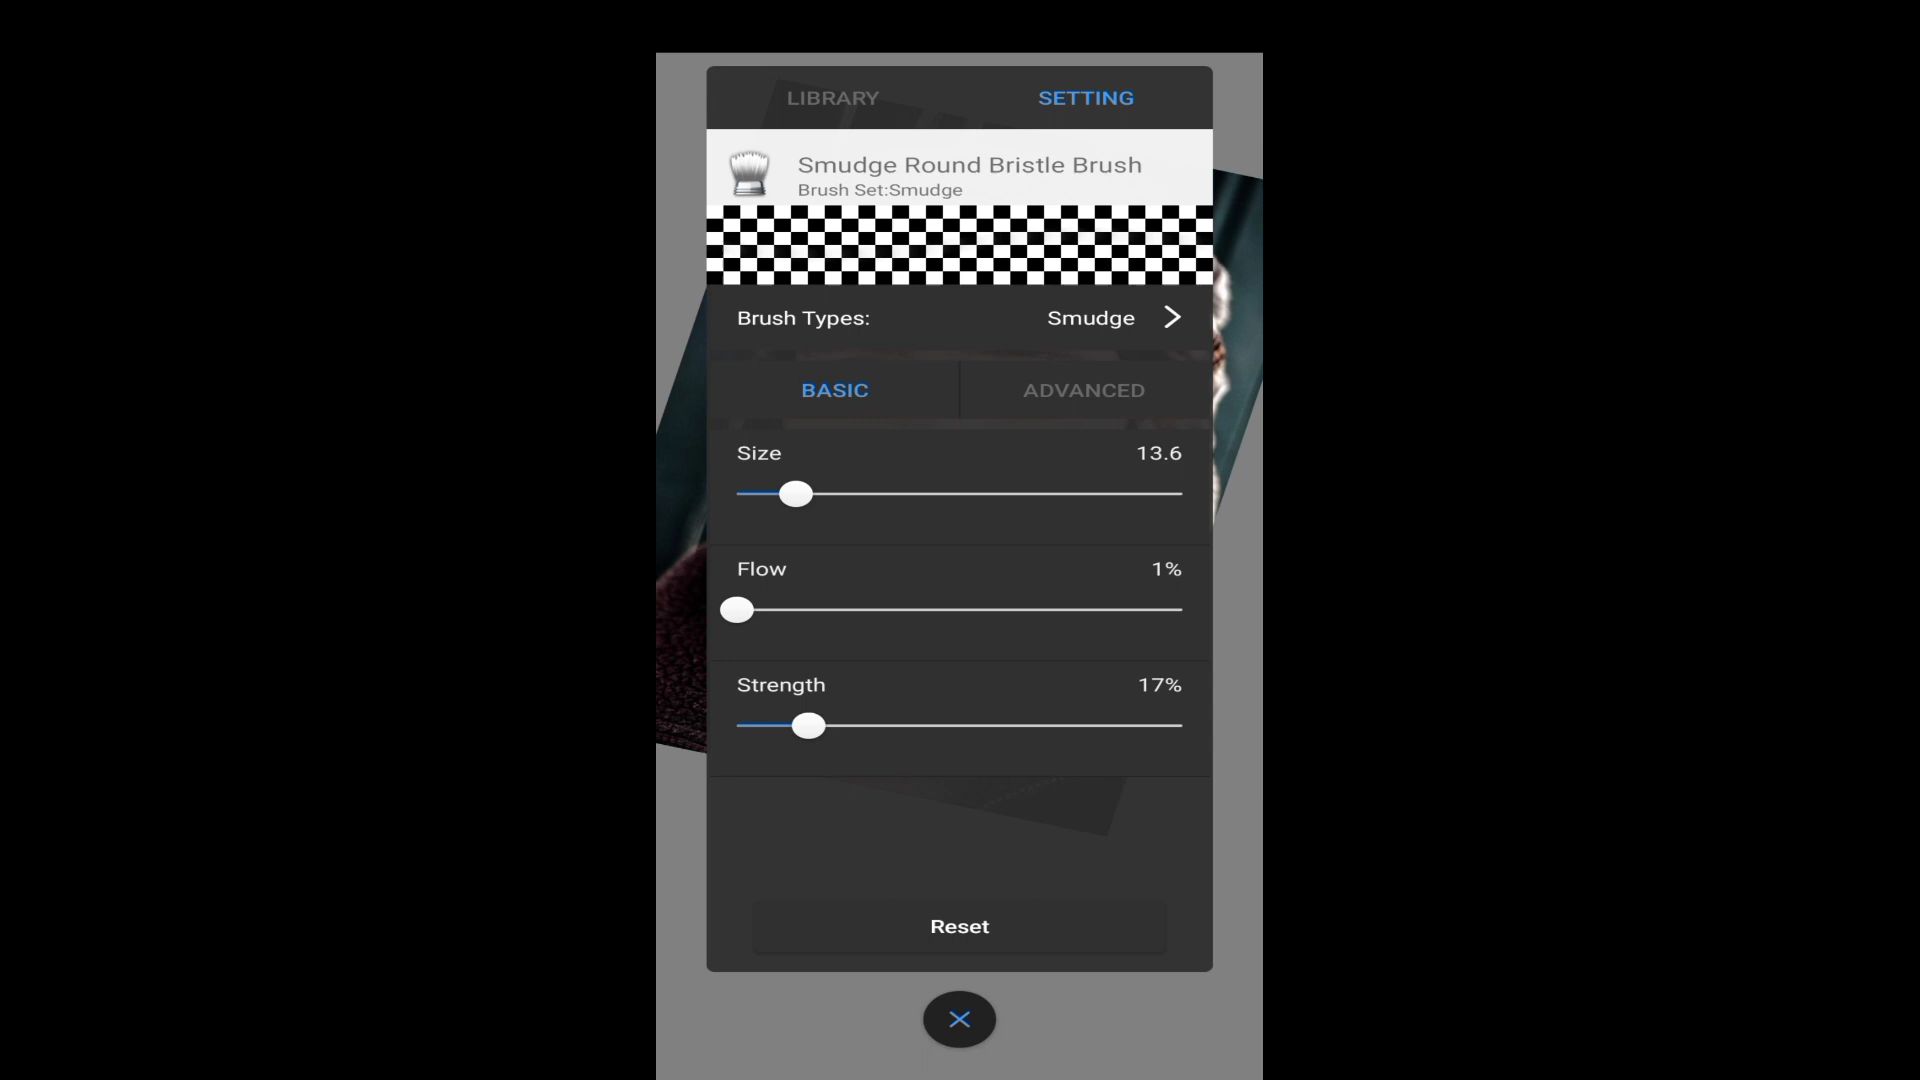 LIBRARY SETTING
Smudge Round Bristle Brush
Brush Set:Smudge
Brush Types: Smudge
BASIC ADVANCED
Size 13.6
Flow 1%
Strength 17%
Reset